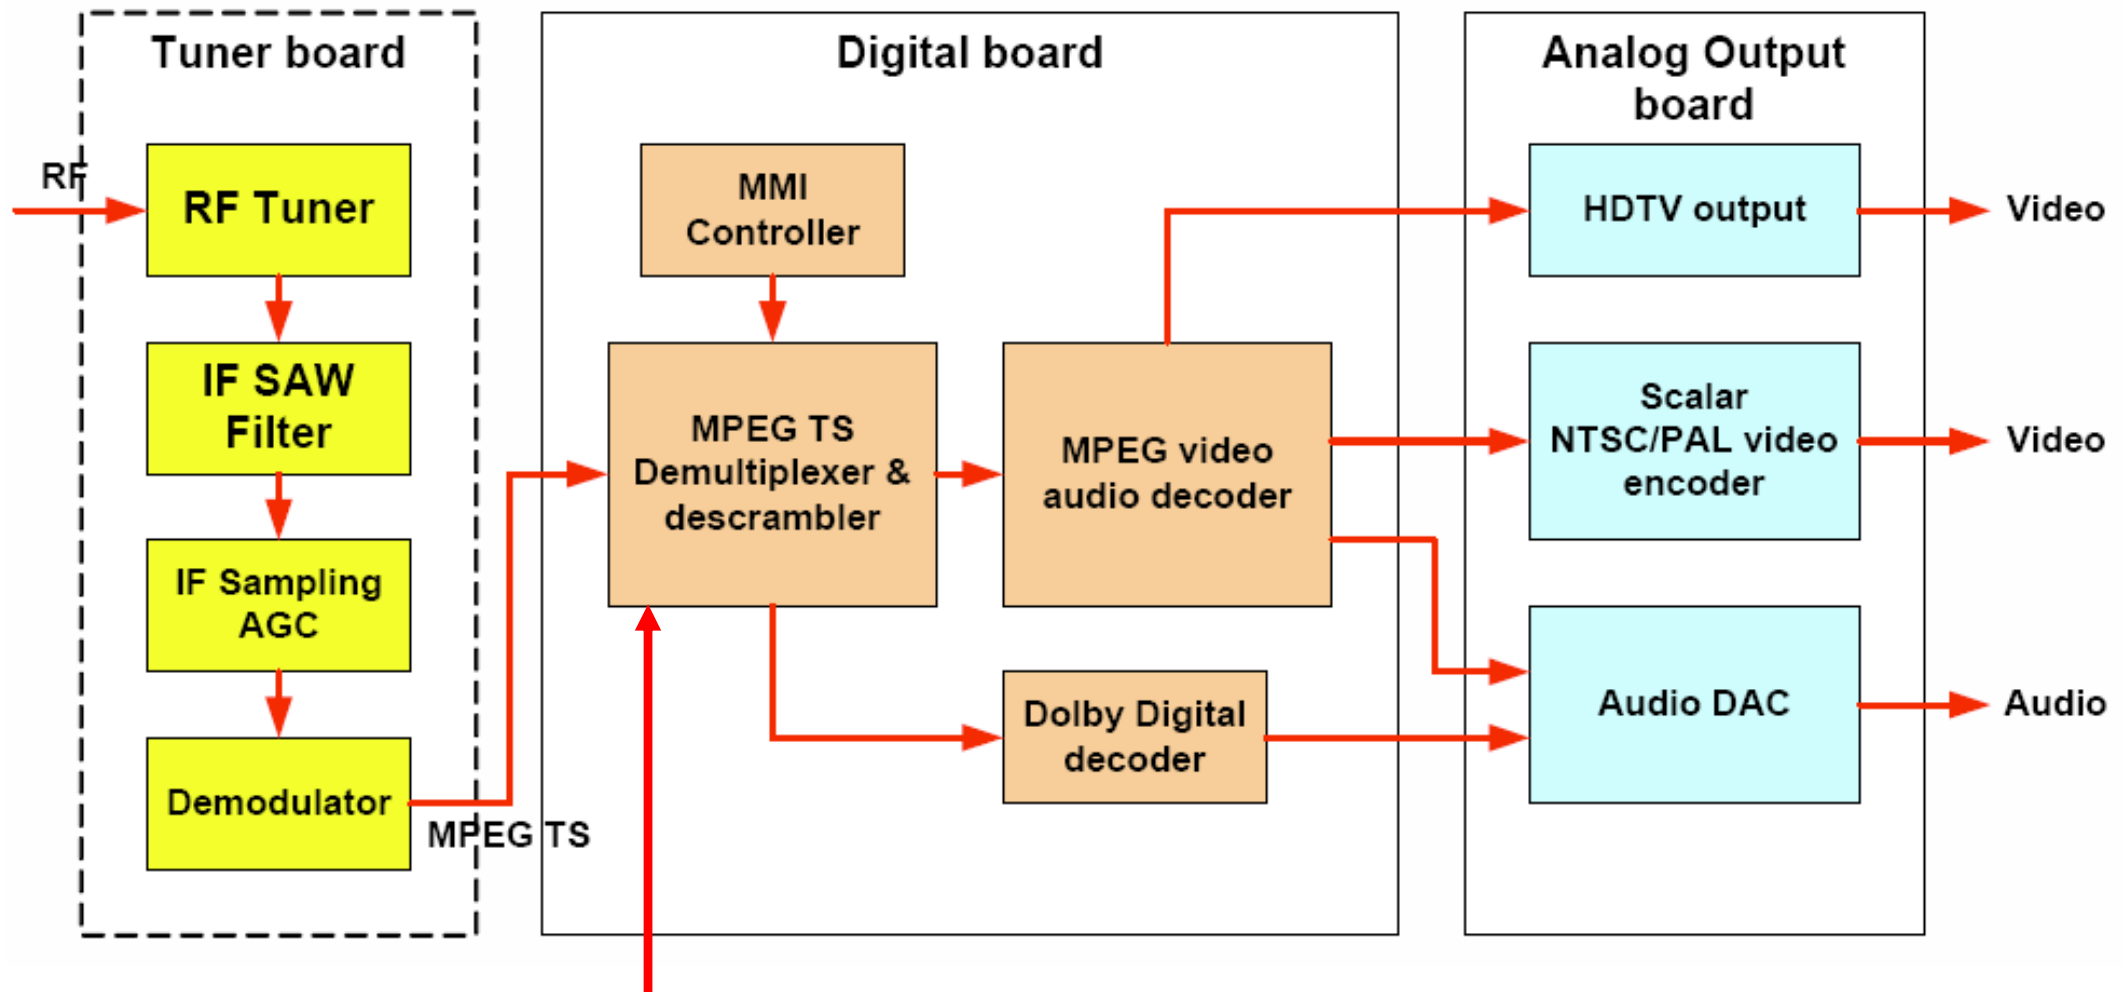 Tuner board
RF
RF Tuner
IF SAW
Filter
IF Sampling
AGC
Demodulator
MPEG TS
Digital board
MMI
Controller
MPEG TS
Demultiplexer &
descrambler
MPEG video
audio decoder
Dolby Digital
decoder
Analog Output
board
HDTV output
Video
Scalar
NTSC/PAL video
encoder
Video
Audio DAC
Audio